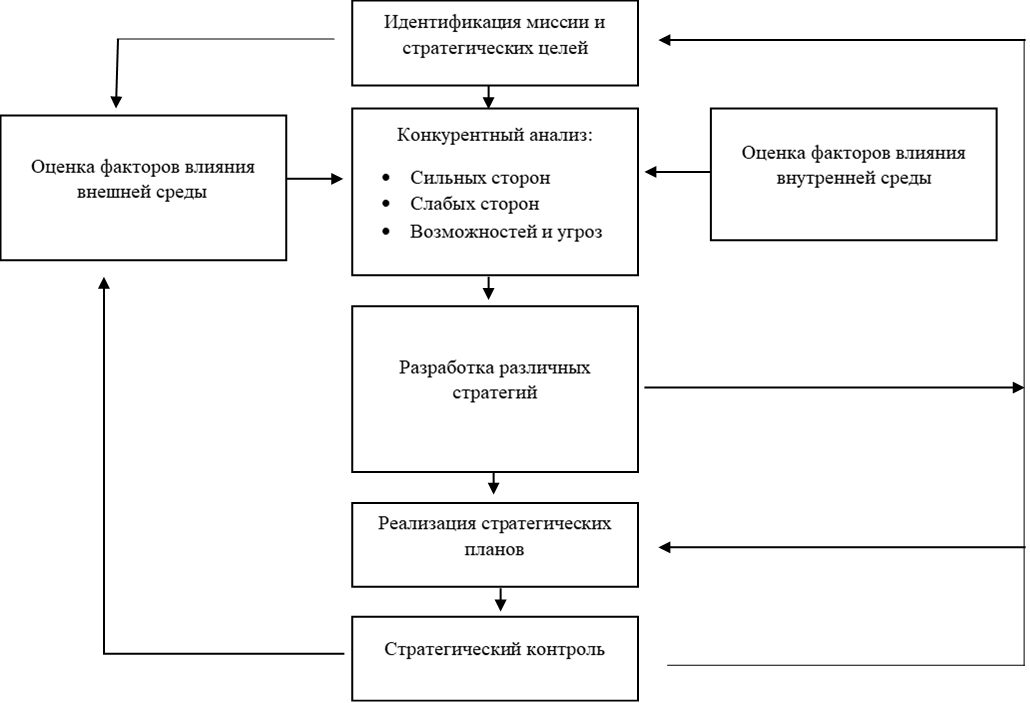 Идентификация миссии и
стратегических целей
Оценка факторов влияния
внешней среды
Конкурентный анализ:
• Сильных сторон
• Слабых сторон
• Возможностей и угроз
Оценка факторов влияния
внутренней среды
Разработка различных
стратегий
Реализация стратегических
планов
Стратегический контроль